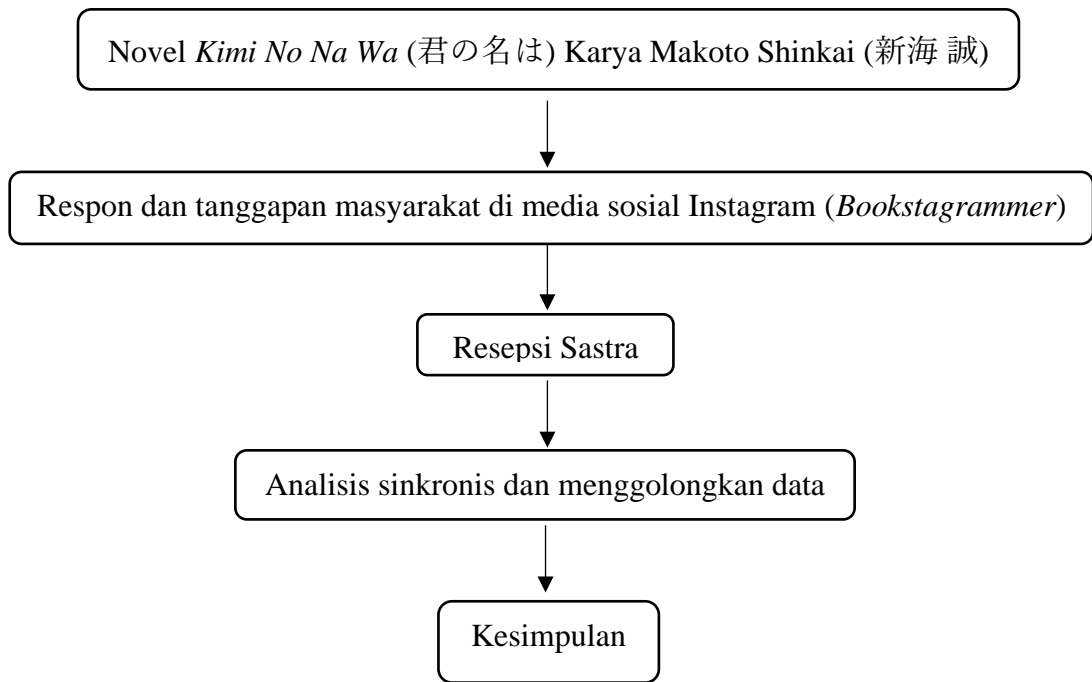 Novel Kimi No Na Wa (君の名は) Karya Makoto Shinkai (新海 誠)
Respon dan tanggapan masyarakat di media sosial Instagram (Bookstagrammer)
Resepsi Sastra
Analisis sinkronis dan menggolongkan data
Kesimpulan